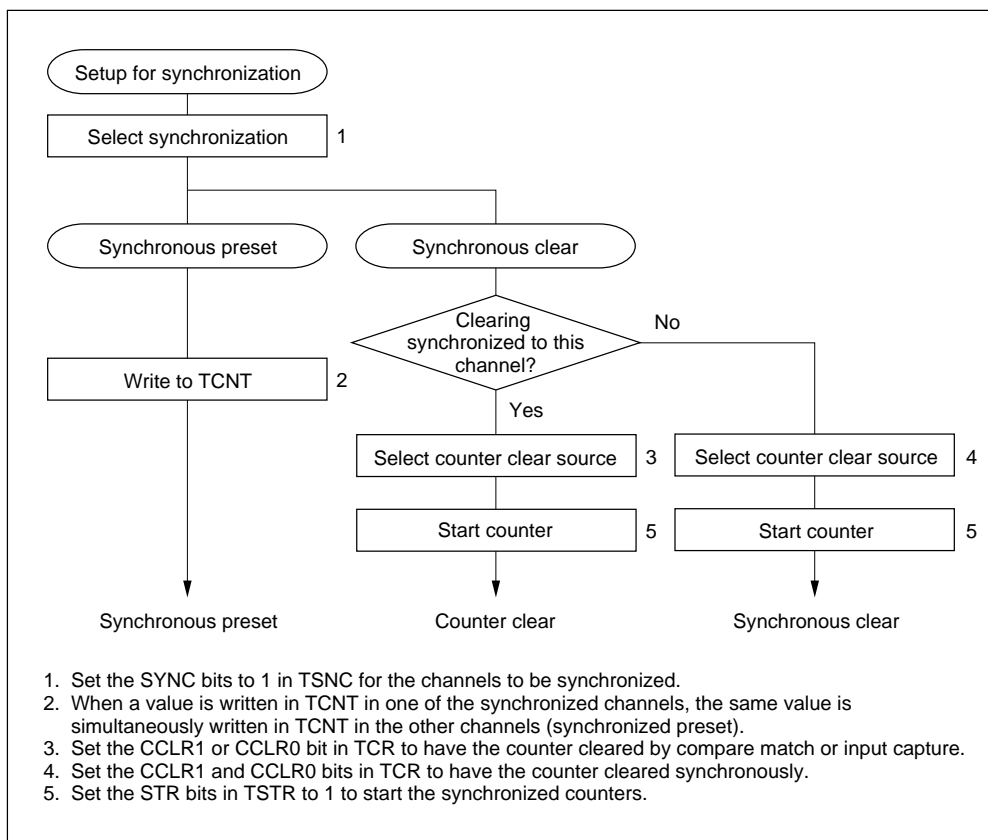 Setup for synchronization
Select synchronization 1
Synchronous preset
Synchronous clear
Clearing
synchronized to this
channel?
No
Write to TCNT 2
Yes
Select counter clear source 3
Select counter clear source 4
Start counter 5
Start counter 5
Synchronous preset
Counter clear
Synchronous clear
1. Set the SYNC bits to 1 in TSNC for the channels to be synchronized.
2. When a value is written in TCNT in one of the synchronized channels, the same value is
simultaneously written in TCNT in the other channels (synchronized preset).
3. Set the CCLR1 or CCLR0 bit in TCR to have the counter cleared by compare match or input capture.
4. Set the CCLR1 and CCLR0 bits in TCR to have the counter cleared synchronously.
5. Set the STR bits in TSTR to 1 to start the synchronized counters.